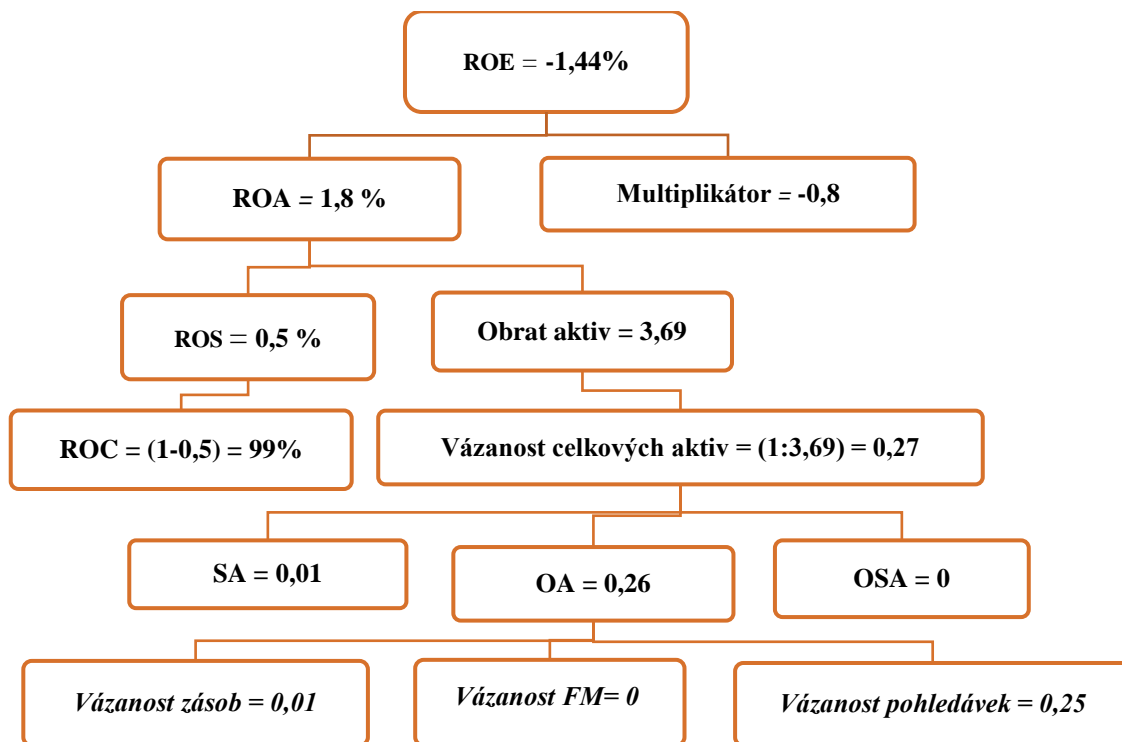 ROE = -1,44%
ROA = 1,8 %
Multiplikátor = -0,8
ROS = 0,5 %
Obrat aktiv = 3,69
ROC = (1-0,5) = 99%
Vázanost celkových aktiv = (1:3,69) = 0,27
SA = 0,01
OA = 0,26
OSA = 0
Vázanost zásob = 0,01
Vázanost FM= 0
Vázanost pohledávek = 0,25